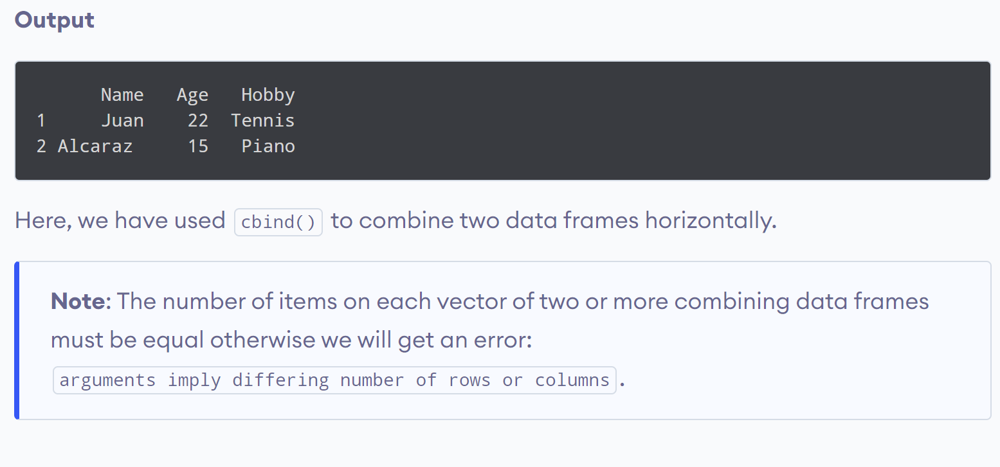 Output
Name Age Hobby
1 Juan 22 Tennis
2 Alcaraz 15 Piano
Here, we have used cbind() to combine two data frames horizontally.
Note: The number of items on each vector of two or more combining data frames
must be equal otherwise we will get an error:
arguments imply differing number of rows or columns.